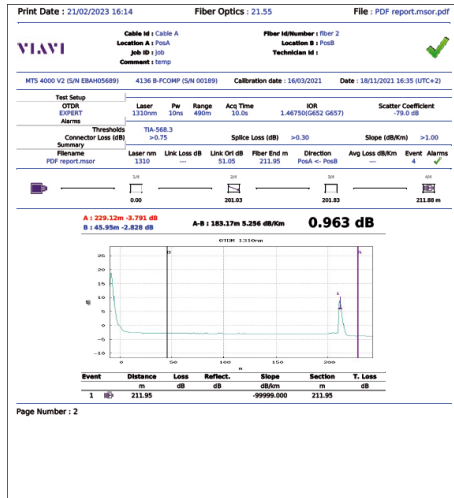 Print Date : 21/02/2023 16:14 Fiber Optics : 21.55 File : PDF report.msor.pdf
VIAVI
Cable Id : Cable A Fiber Id/Number : fiber 2
Location A : PosA Location B : PosB
Job ID : Job Technician Id :
Comment : temp
MTS 4000 V2 (S/N EBAH05689) 4136 B-FCOMP (S/N 00189) Calibration date : 16/03/2021 Date : 18/11/2021 16:35 (UTC+2)
Test Setup
OTDR Laser Pw Range Acq Time IOR Scatter Coefficient
EXPERT 1310nm 10ns 490m 10.0s 1.46750(G652 G657) -79.0 dB
Alarms
Thresholds TIA-568.3
Connector Loss (dB) >0.75 Splice Loss (dB) >0.30 Slope (dB/Km) >1.00
Summary
Filename Laser nm Link Loss dB Link Orl dB Fiber End m Direction Avg Loss dB/Km Event Alarms
PDF report.msor 1310 --- 51.05 211.95 PosA <- PosB --- 4
1/4 2/4 3/4 4/4
0.00 201.03 201.83 211.80 m
A : 229.12m -3.791 dB
B : 45.95m -2.828 dB
A-B : 183.17m 5.256 dB/Km 0.963 dB
OTDR 1310nm
25
20
15
10
5
0
-5
-10
dB
0 50 100 150 200
m
Event Distance Loss Reflect. Slope Section T. Loss
m dB dB dB/km m dB
1 211.95 -99999.000 211.95
Page Number : 2